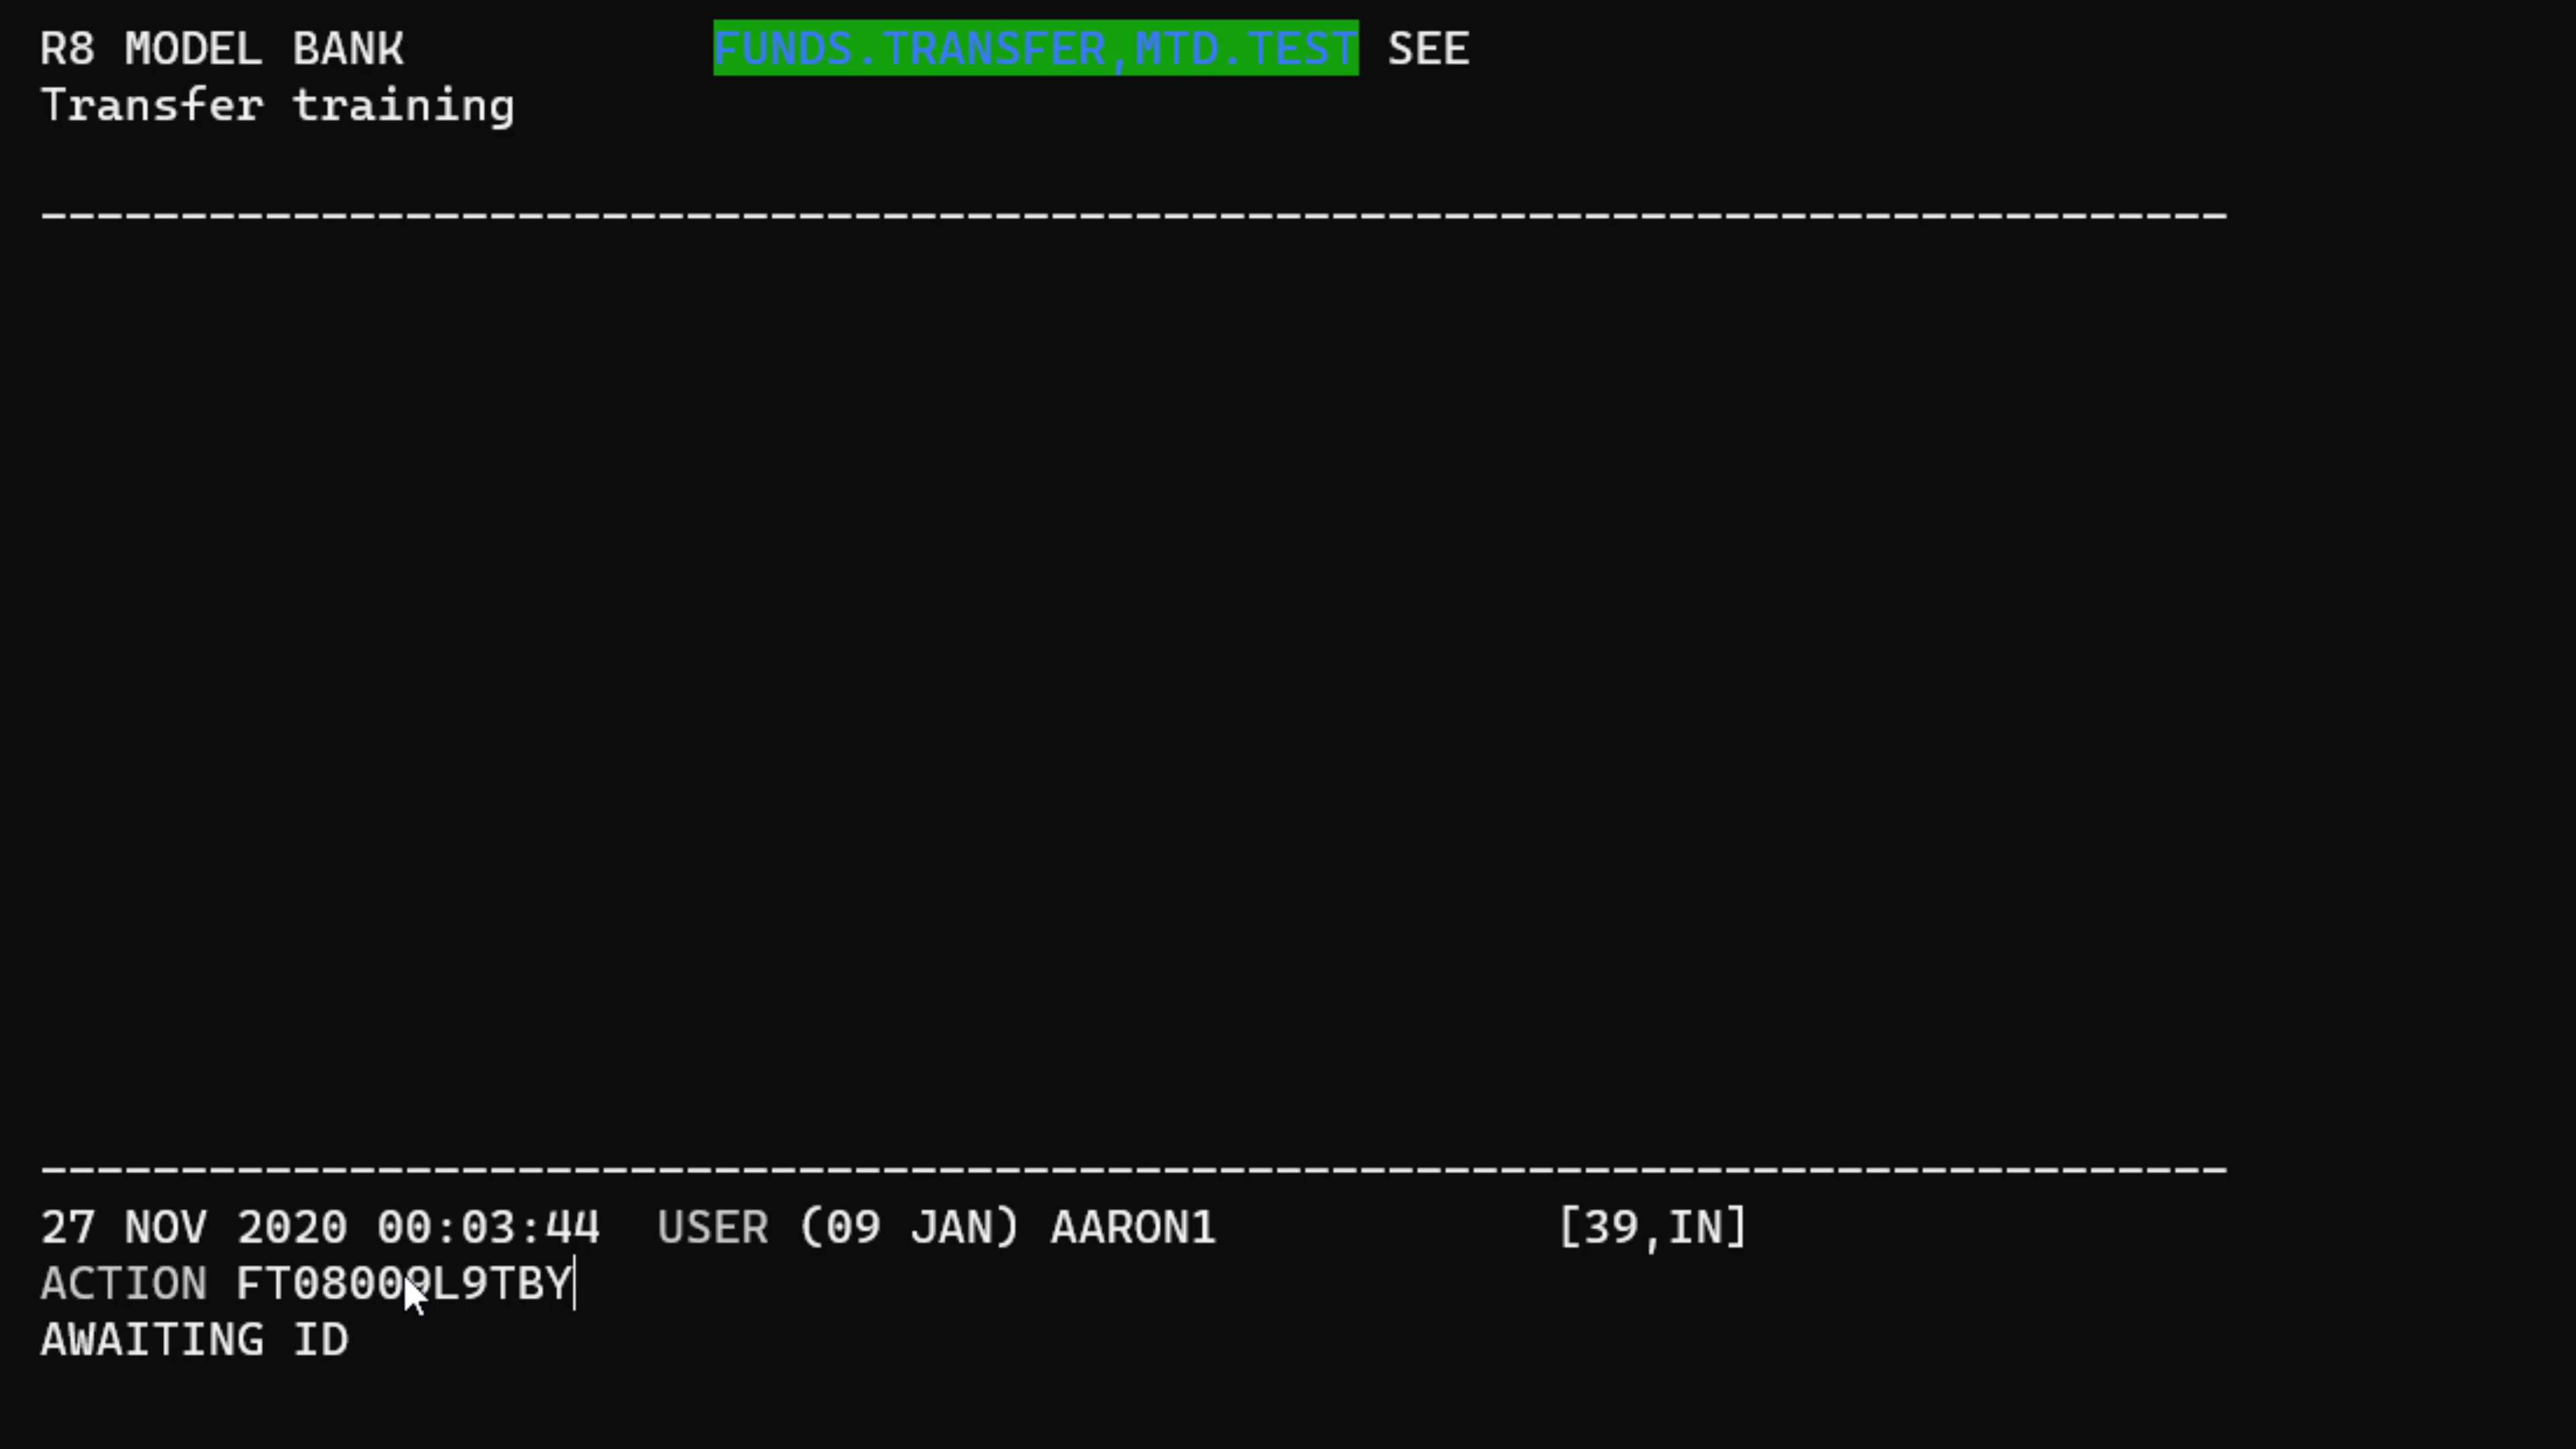 R8 MODEL BANK FUNDS.TRANSFER,MTD.TEST SEE
Transfer training
------------------------------------------------------------------------------
------------------------------------------------------------------------------
27 NOV 2020 00:03:44 USER (09 JAN) AARON1 [39,IN]
ACTION FT08009L9TBY
AWAITING ID